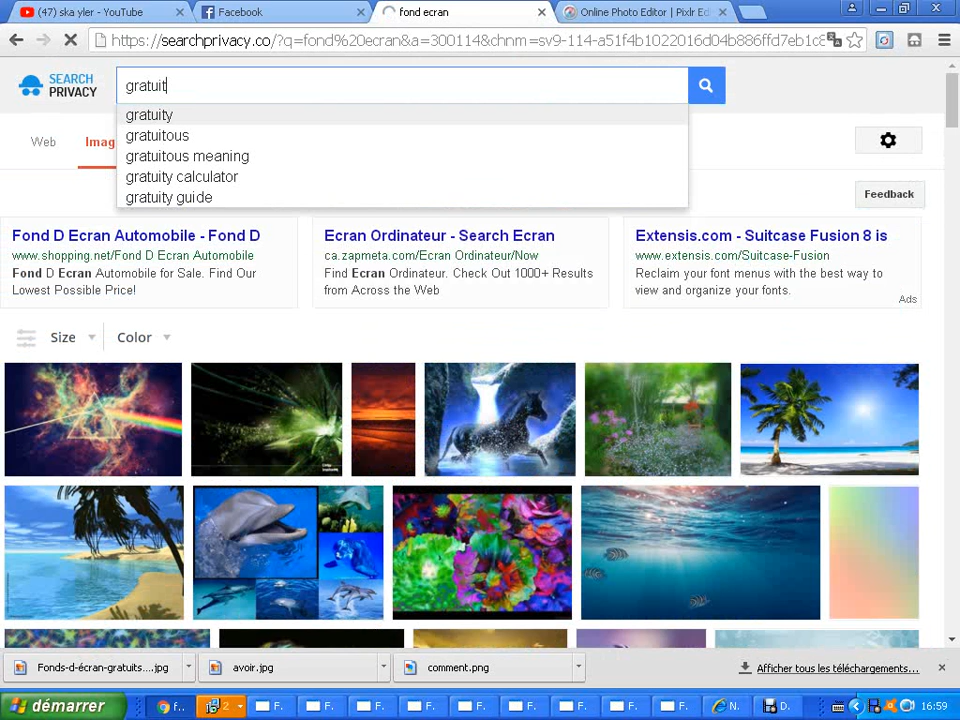 (47) ska yler - YouTube
Facebook
fond ecran
Online Photo Editor | Pixlr Ed
https://searchprivacy.co/?q=fond%20ecran&a=300114&chnm=sv9-114-a51f4b1022016d04b886ffd7eb1c8
SEARCH PRIVACY
gratuit
gratuity
gratuitous
gratuitous meaning
gratuity calculator
gratuity guide
Web
Imag
Feedback
Fond D Ecran Automobile - Fond D
www.shopping.net/Fond D Ecran Automobile
Fond D Ecran Automobile for Sale. Find Our
Lowest Possible Price!
Ecran Ordinateur - Search Ecran
ca.zapmeta.com/Ecran Ordinateur/Now
Find Ecran Ordinateur. Check Out 1000+ Results
from Across the Web
Extensis.com - Suitcase Fusion 8 is
www.extensis.com/Suitcase-Fusion
Reclaim your font menus with the best way to
view and organize your fonts.
Ads
Size
Color
Fonds-d-écran-gratuits....jpg
avoir.jpg
comment.png
Afficher tous les téléchargements...
démarrer
f..
2
F.
F.
F.
F.
F.
F.
F.
F.
F.
N.
D.
16:59